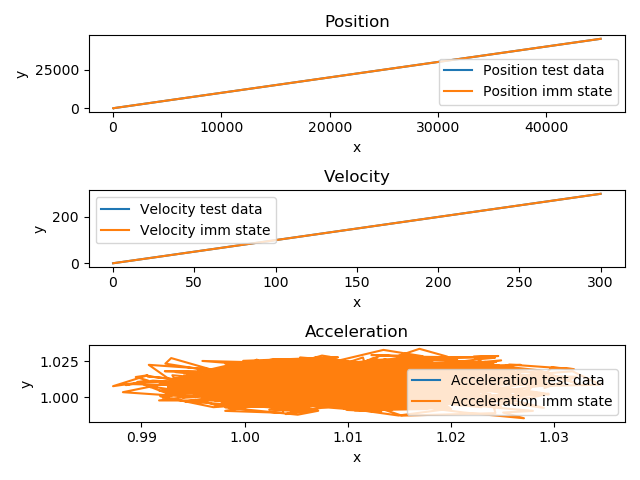 Position
y
25000
0
Position test data
Position imm state
0 10000 20000 30000 40000
x
Velocity
y
200
0
Velocity test data
Velocity imm state
0 50 100 150 200 250 300
x
Acceleration
y
1.025
1.000
Acceleration test data
Acceleration imm state
0.99 1.00 1.01 1.02 1.03
x